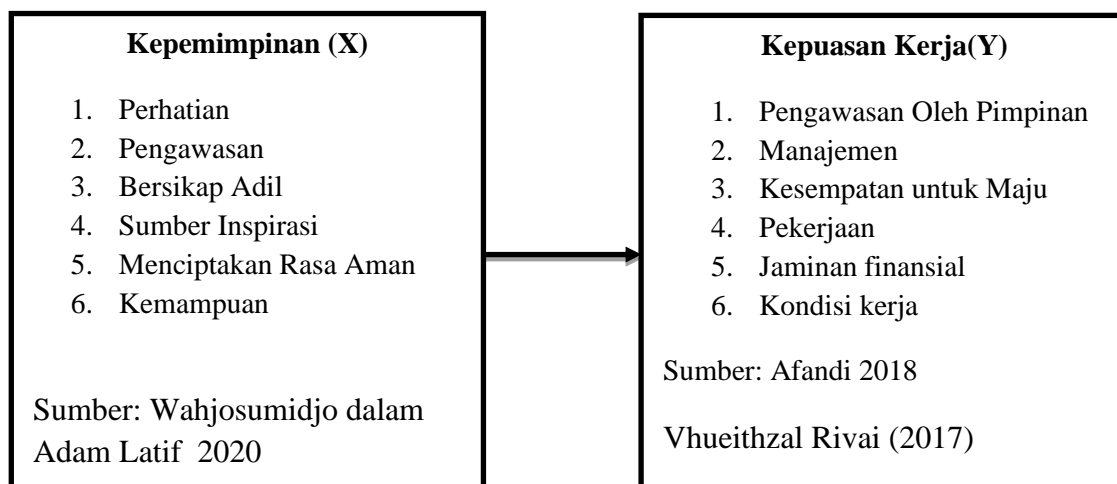 Kepemimpinan (X)
1. Perhatian
2. Pengawasan
3. Bersikap Adil
4. Sumber Inspirasi
5. Menciptakan Rasa Aman
6. Kemampuan
Sumber: Wahjosumidjo dalam
Adam Latif 2020
Kepuasan Kerja(Y)
1. Pengawasan Oleh Pimpinan
2. Manajemen
3. Kesempatan untuk Maju
4. Pekerjaan
5. Jaminan finansial
6. Kondisi kerja
Sumber: Afandi 2018
Vhueithzal Rivai (2017)